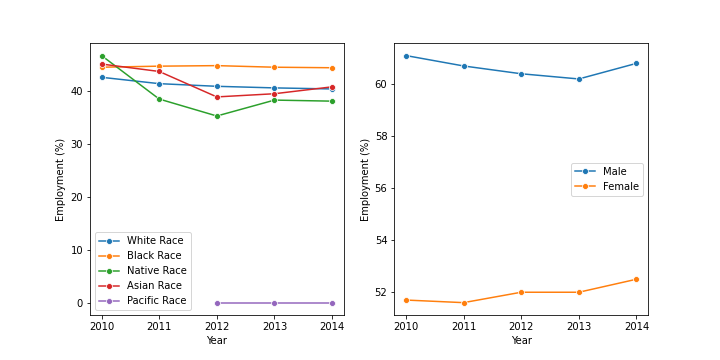 Employment (%)
40
30
20
10
0
White Race
Black Race
Native Race
Asian Race
Pacific Race
2010 2011 2012 2013 2014
Year
Employment (%)
60
58
56
54
52
Male
Female
2010 2011 2012 2013 2014
Year